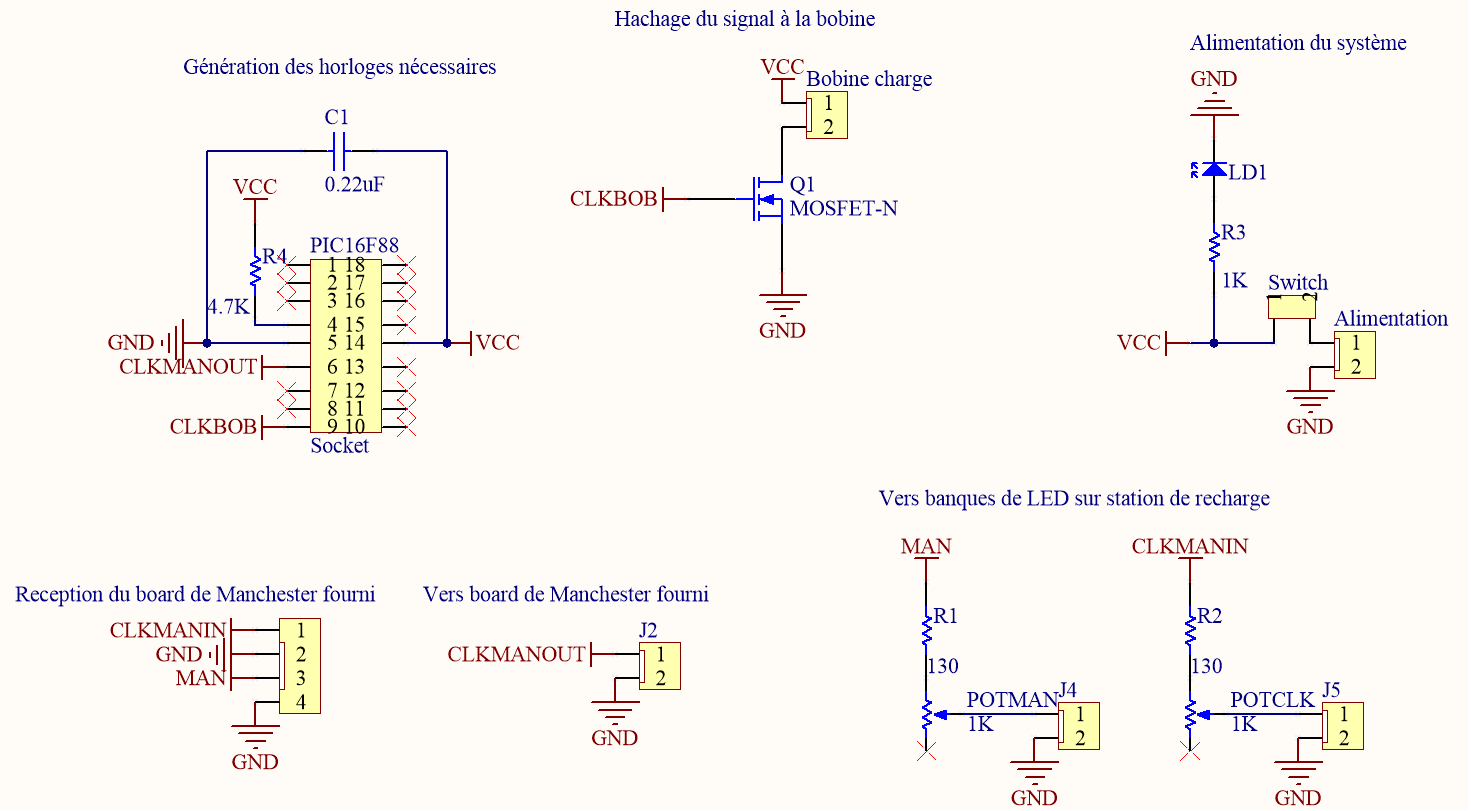 Hachage du signal à la bobine
Génération des horloges nécessaires
Alimentation du système
C1
0.22uF
VCC
R4
4.7K
PIC16F88
1 18
2 17
3 16
4 15
5 14
6 13
7 12
8 11
9 10
Socket
GND
CLKMANOUT
CLKBOB
VCC
VCC
Bobine charge
1
2
CLKBOB
Q1
MOSFET-N
GND
GND
LD1
R3
1K
Switch
1 2
Alimentation
VCC
1
2
GND
Reception du board de Manchester fourni
CLKMANIN
GND
MAN
1
2
3
4
GND
Vers board de Manchester fourni
J2
CLKMANOUT
1
2
GND
Vers banques de LED sur station de recharge
MAN
R1
130
POTMAN
1K
J4
1
2
GND
CLKMANIN
R2
130
POTCLK
1K
J5
1
2
GND